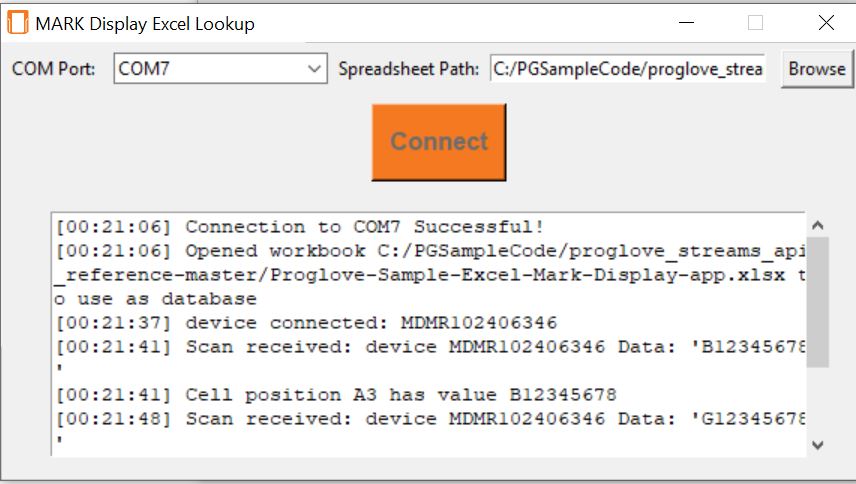 MARK Display Excel Lookup
COM Port: COM7 Spreadsheet Path: C:/PGSampleCode/proglove_strea Browse
Connect
[00:21:06] Connection to COM7 Successful!
[00:21:06] Opened workbook C:/PGSampleCode/proglove_streams_api
_reference-master/Proglove-Sample-Excel-Mark-Display-app.xlsx t
o use as database
[00:21:37] device connected: MDMR102406346
[00:21:41] Scan received: device MDMR102406346 Data: 'B12345678
'
[00:21:41] Cell position A3 has value B12345678
[00:21:48] Scan received: device MDMR102406346 Data: 'G12345678
'